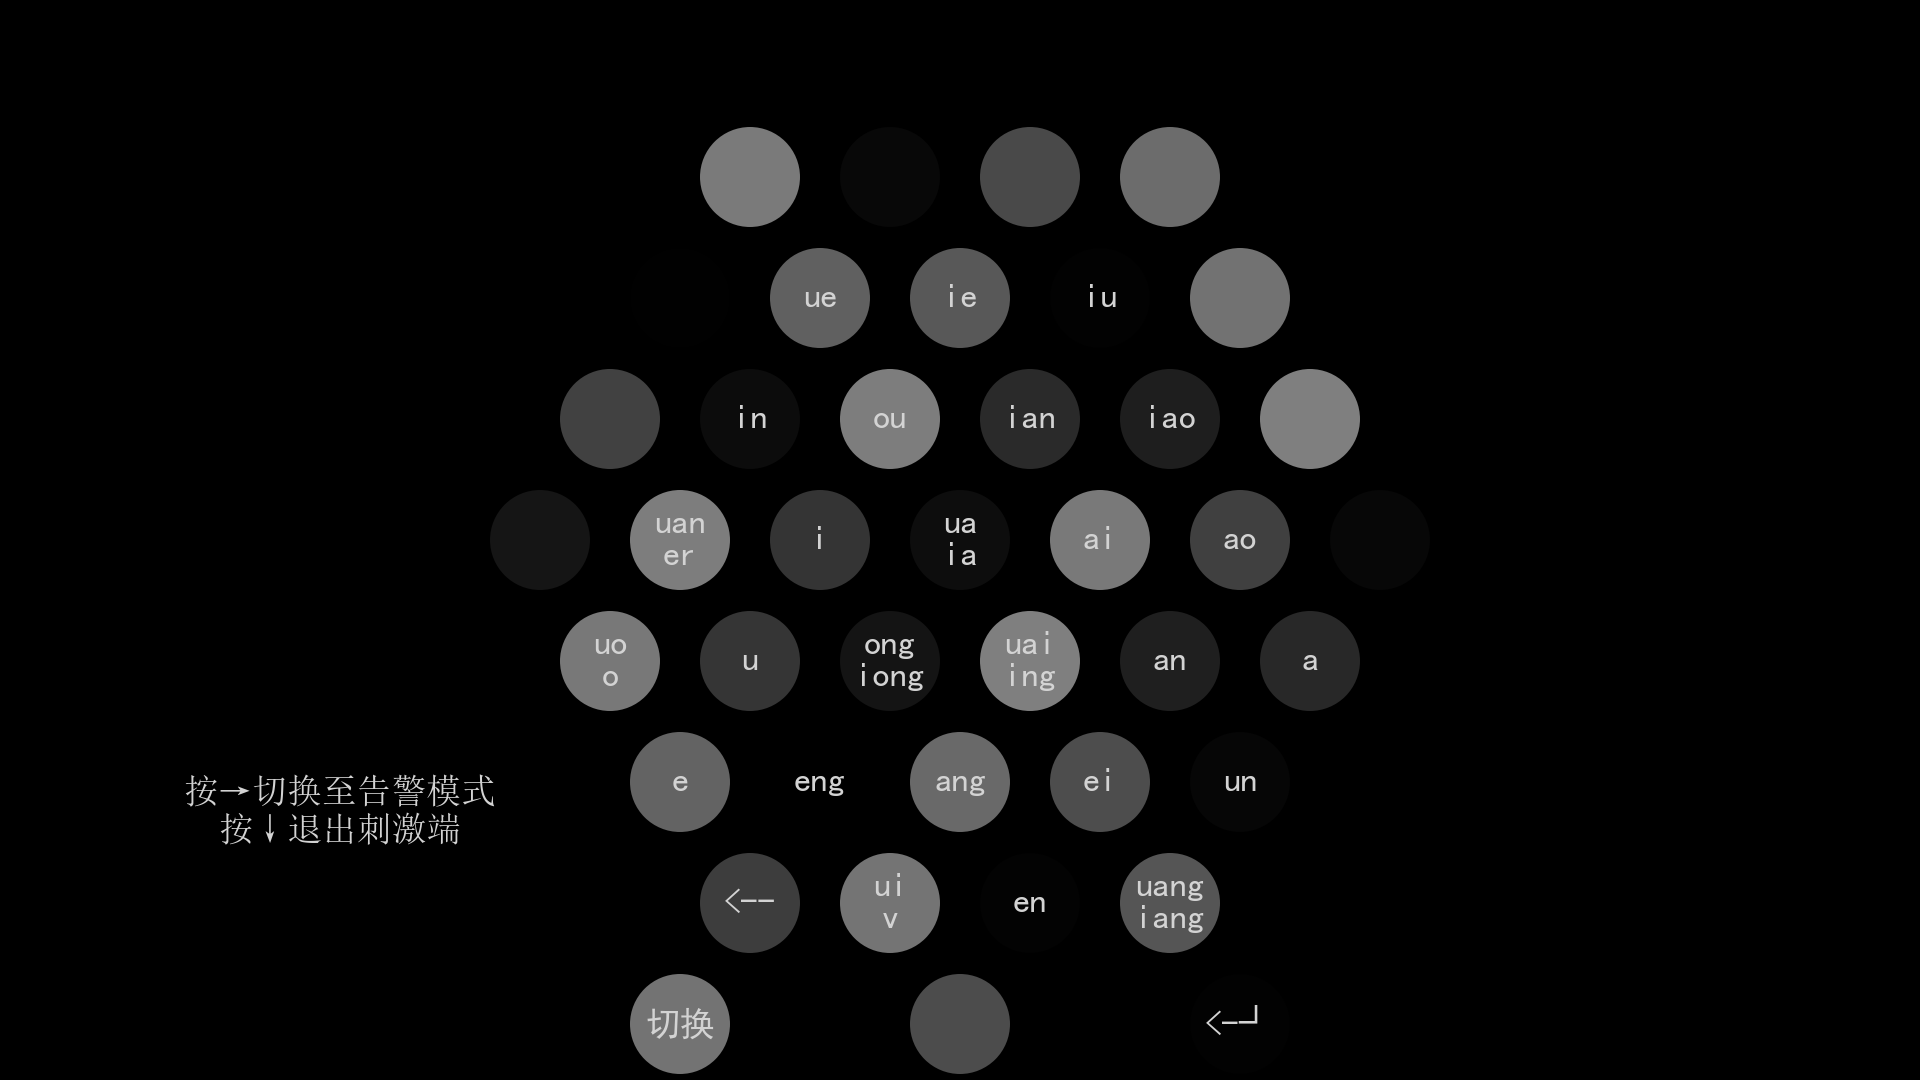 ue ie iu
in ou ian iao
uan
er
i
ua
ia
ai
ao
uo
o
u
ong
iong
uai
ing
an
a
e eng ang ei un
按→切换至告警模式
按↓退出刺激端
<--
ui
v
en
uang
iang
切换
<-┘